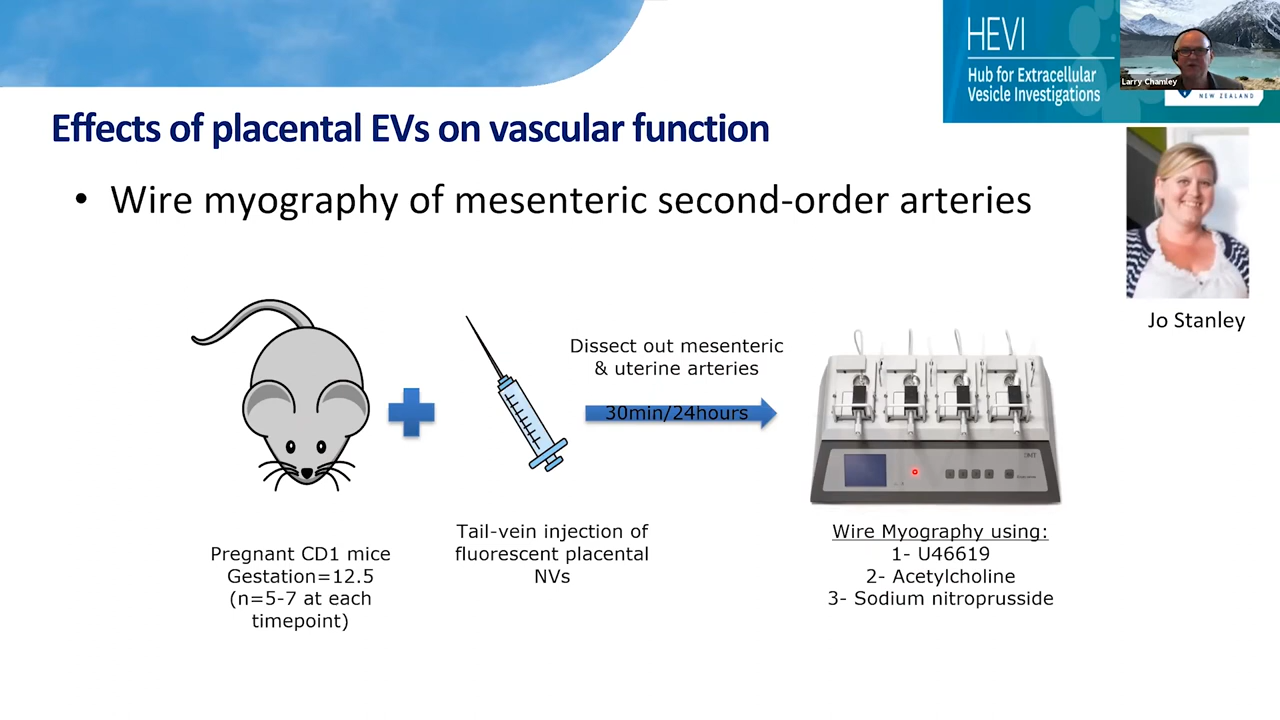 HEVI
Hub for Extracellular
Vesicle Investigations
Larry Chamley
NEW ZEALAND
Effects of placental EVs on vascular function
• Wire myography of mesenteric second-order arteries
Jo Stanley
Dissect out mesenteric
& uterine arteries
30min/24hours
Pregnant CD1 mice
Gestation=12.5
(n=5-7 at each
timepoint)
Tail-vein injection of
fluorescent placental
NVs
Wire Myography using:
1- U46619
2- Acetylcholine
3- Sodium nitroprusside